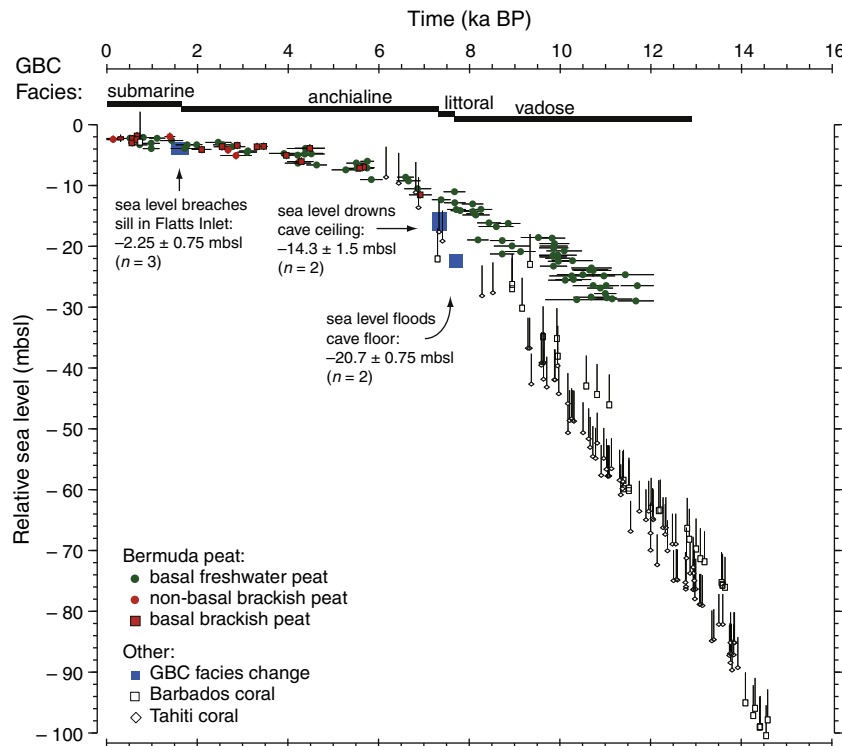 Time (ka BP)
0 2 4 6 8 10 12 14 16
GBC
Facies:
submarine
anchialine
littoral
vadose
0
– 10
– 20
– 30
– 40
– 50
– 60
– 70
– 80
– 90
– 100
Relative sea level (mbsl)
sea level breaches
sill in Flatts Inlet:
–2.25 ± 0.75 mbsl
(n = 3)
sea level drowns
cave ceiling:
–14.3 ± 1.5 mbsl
(n = 2)
sea level floods
cave floor:
–20.7 ± 0.75 mbsl
(n = 2)
Bermuda peat:
basal freshwater peat
non-basal brackish peat
basal brackish peat
Other:
GBC facies change
Barbados coral
Tahiti coral